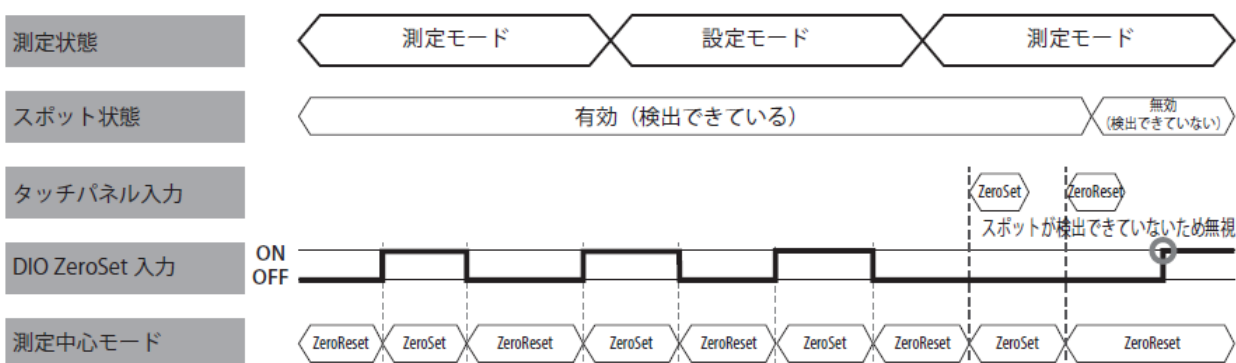 測定状態
測定モード
設定モード
測定モード
スポット状態
有効（検出できている）
無効
（検出できていない）
タッチパネル入力
ZeroSet
ZeroReset
スポットが検出できていないため無視
DIO ZeroSet 入力
ON
OFF
測定中心モード
ZeroReset
ZeroSet
ZeroReset
ZeroSet
ZeroReset
ZeroSet
ZeroReset
ZeroSet
ZeroReset